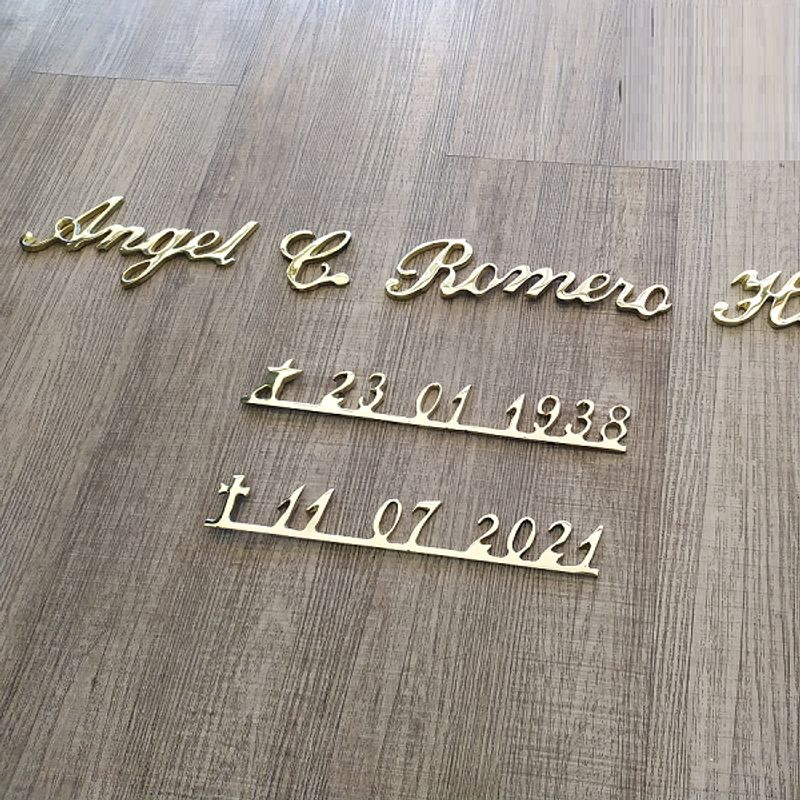 Angel C. Romero H
† 23 01 1938
† 11 07 2021